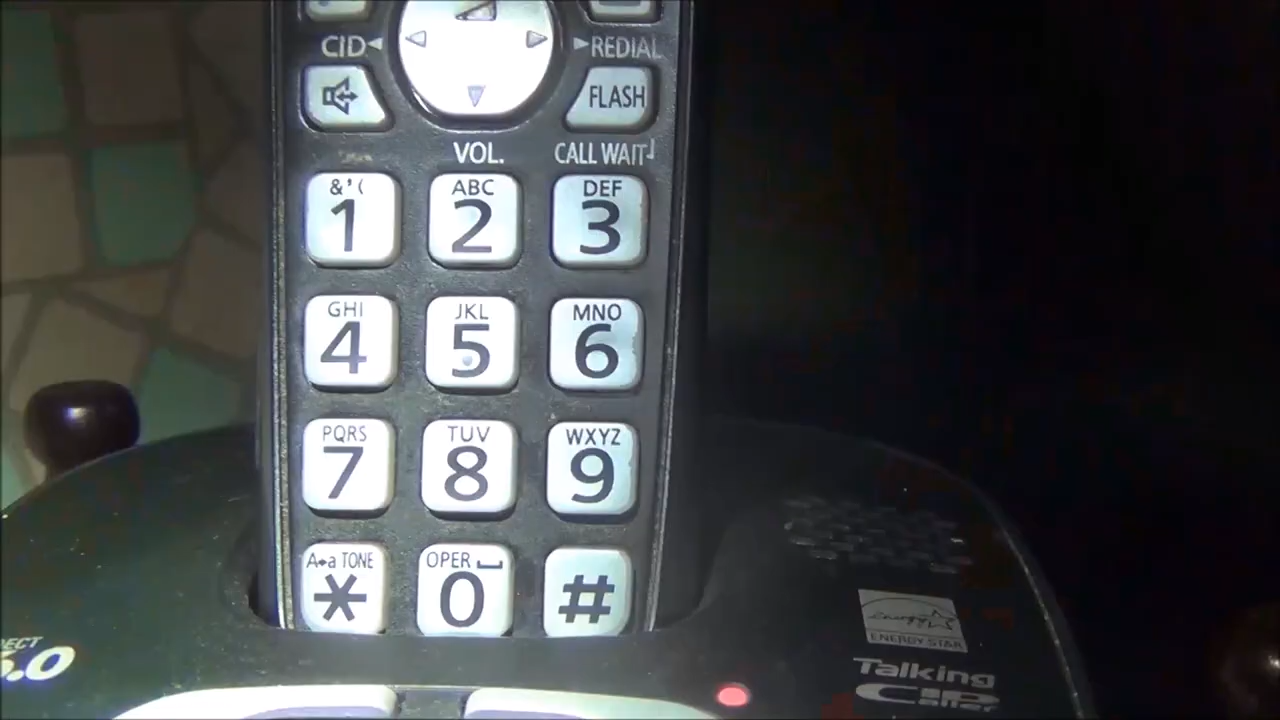 CID REDIAL
FLASH
VOL. CALL WAIT
&'( ABC DEF
1 2 3
GHI JKL MNO
4 5 6
PQRS TUV WXYZ
7 8 9
A a TONE OPER
* 0 #
ENERGY STAR
.0
Talking